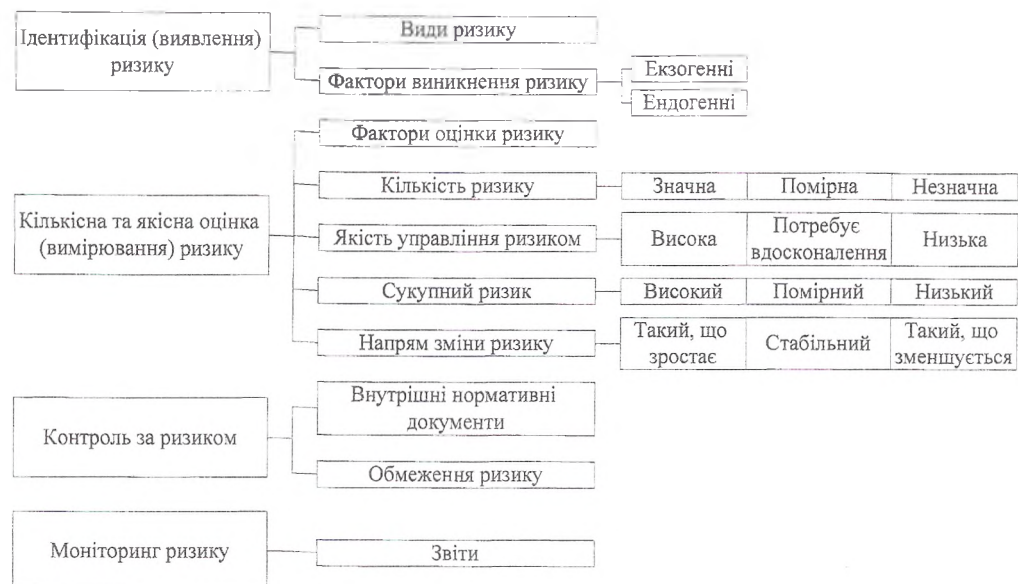 Ідентифікація (виявлення)
ризику
Види ризику
Фактори виникнення ризику
Екзогенні
Ендогенні
Кількісна та якісна оцінка
(вимірювання) ризику
Фактори оцінки ризику
Кількість ризику
Значна
Помірна
Незначна
Якість управління ризиком
Висока
Потребує
вдосконалення
Низька
Сукупний ризик
Високий
Помірний
Низький
Напрям зміни ризику
Такий, що
зростає
Стабільний
Такий, що
зменшується
Контроль за ризиком
Внутрішні нормативні
документи
Обмеження ризику
Моніторинг ризику
Звіти